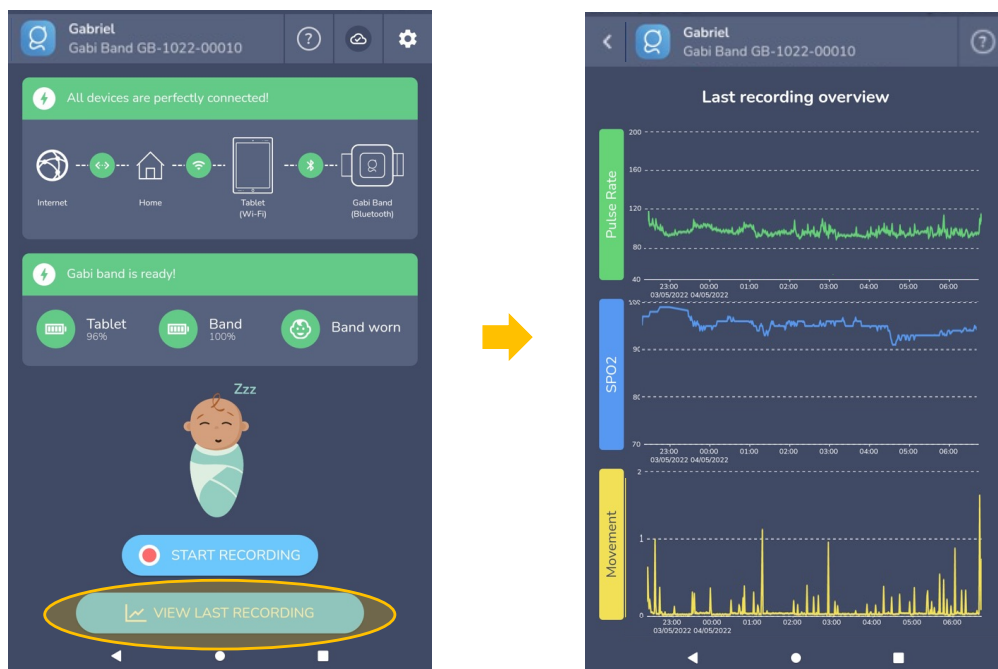 Gabriel
Gabi Band GB-1022-00010
?
All devices are perfectly connected!
Internet
Home
Tablet
(Wi-Fi)
Gabi Band
(Bluetooth)
Gabi band is ready!
Tablet
96%
Band
100%
Band worn
Zzz
START RECORDING
VIEW LAST RECORDING
Gabriel
Gabi Band GB-1022-00010
?
Last recording overview
Pulse Rate
200
160
120
80
40
23:00 00:00 01:00 02:00 03:00 04:00 05:00 06:00
03/05/2022 04/05/2022
SPO2
100
90
80
70
23:00 00:00 01:00 02:00 03:00 04:00 05:00 06:00
03/05/2022 04/05/2022
Movement
2
1
0
23:00 00:00 01:00 02:00 03:00 04:00 05:00 06:00
03/05/2022 04/05/2022